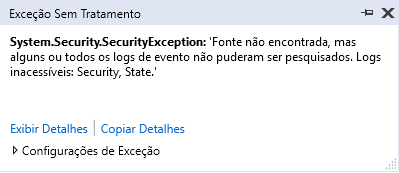 Exceção Sem Tratamento
System.Security.SecurityException: 'Fonte não encontrada, mas
alguns ou todos os logs de evento não puderam ser pesquisados. Logs
inacessíveis: Security, State.'
Exibir Detalhes | Copiar Detalhes
Configurações de Exceção